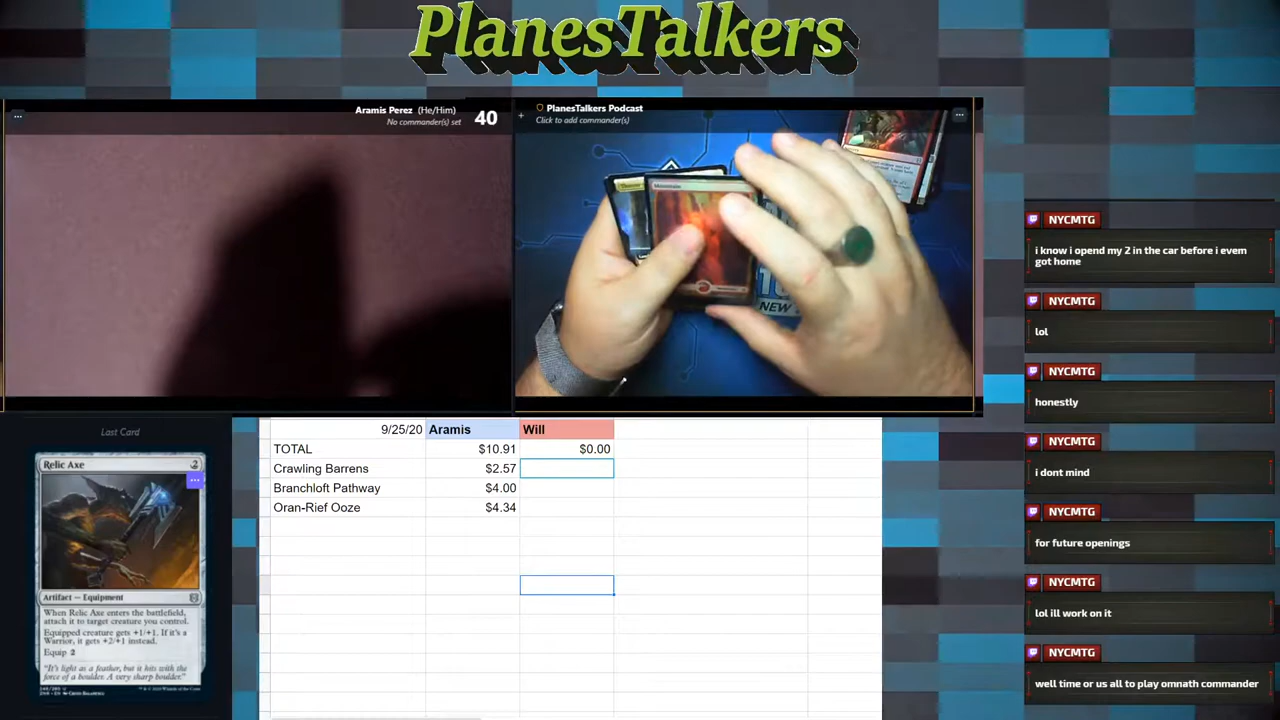 PlanesTalkers
Aramis Perez (He/Him)
No commander(s) set
40
PlanesTalkers Podcast
Click to add commander(s)
Mountain
NEW
Last Card
Relic Axe 2
Artifact — Equipment
When Relic Axe enters the battlefield,
attach it to target creature you control.
Equipped creature gets +1/+1. If it's a
Warrior, it gets +2/+1 instead.
Equip 2
"It's light as a feather, but it hits with the
force of a boulder. A very sharp boulder."
9/25/20 Aramis Will
TOTAL $10.91 $0.00
Crawling Barrens $2.57
Branchloft Pathway $4.00
Oran-Rief Ooze $4.34
NYCMTG
i know i opend my 2 in the car before i evem
got home
NYCMTG
lol
NYCMTG
honestly
NYCMTG
i dont mind
NYCMTG
for future openings
NYCMTG
lol ill work on it
NYCMTG
well time or us all to play omnath commander